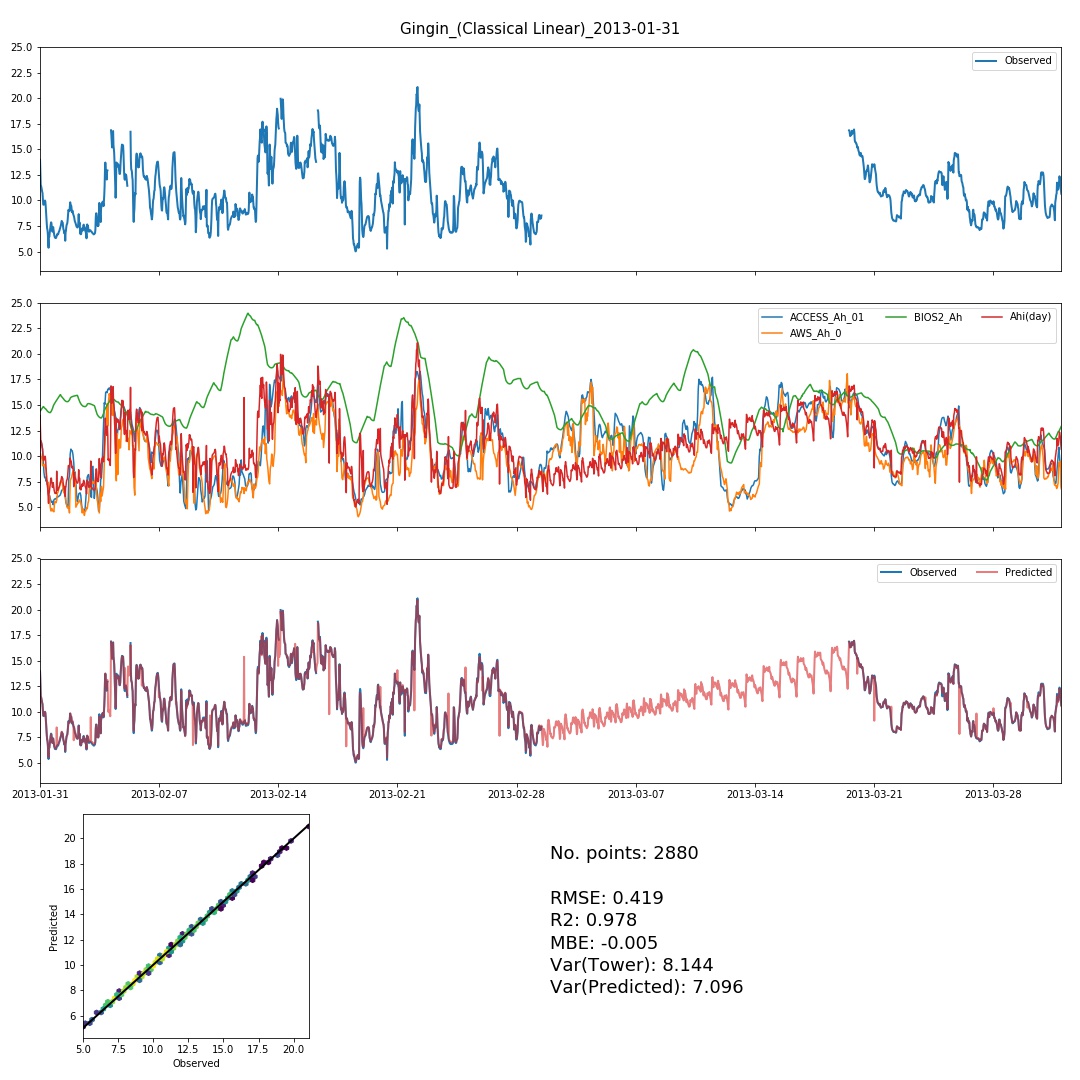 Gingin_(Classical Linear)_2013-01-31
25.0
22.5
20.0
17.5
15.0
12.5
10.0
7.5
5.0
Observed
25.0
22.5
20.0
17.5
15.0
12.5
10.0
7.5
5.0
ACCESS_Ah_01 BIOS2_Ah Ahi(day)
AWS_Ah_0
25.0
22.5
20.0
17.5
15.0
12.5
10.0
7.5
5.0
Observed Predicted
2013-01-31 2013-02-07 2013-02-14 2013-02-21 2013-02-28 2013-03-07 2013-03-14 2013-03-21 2013-03-28
20
18
16
14
12
10
8
6
Predicted
5.0 7.5 10.0 12.5 15.0 17.5 20.0
Observed
No. points: 2880
RMSE: 0.419
R2: 0.978
MBE: -0.005
Var(Tower): 8.144
Var(Predicted): 7.096